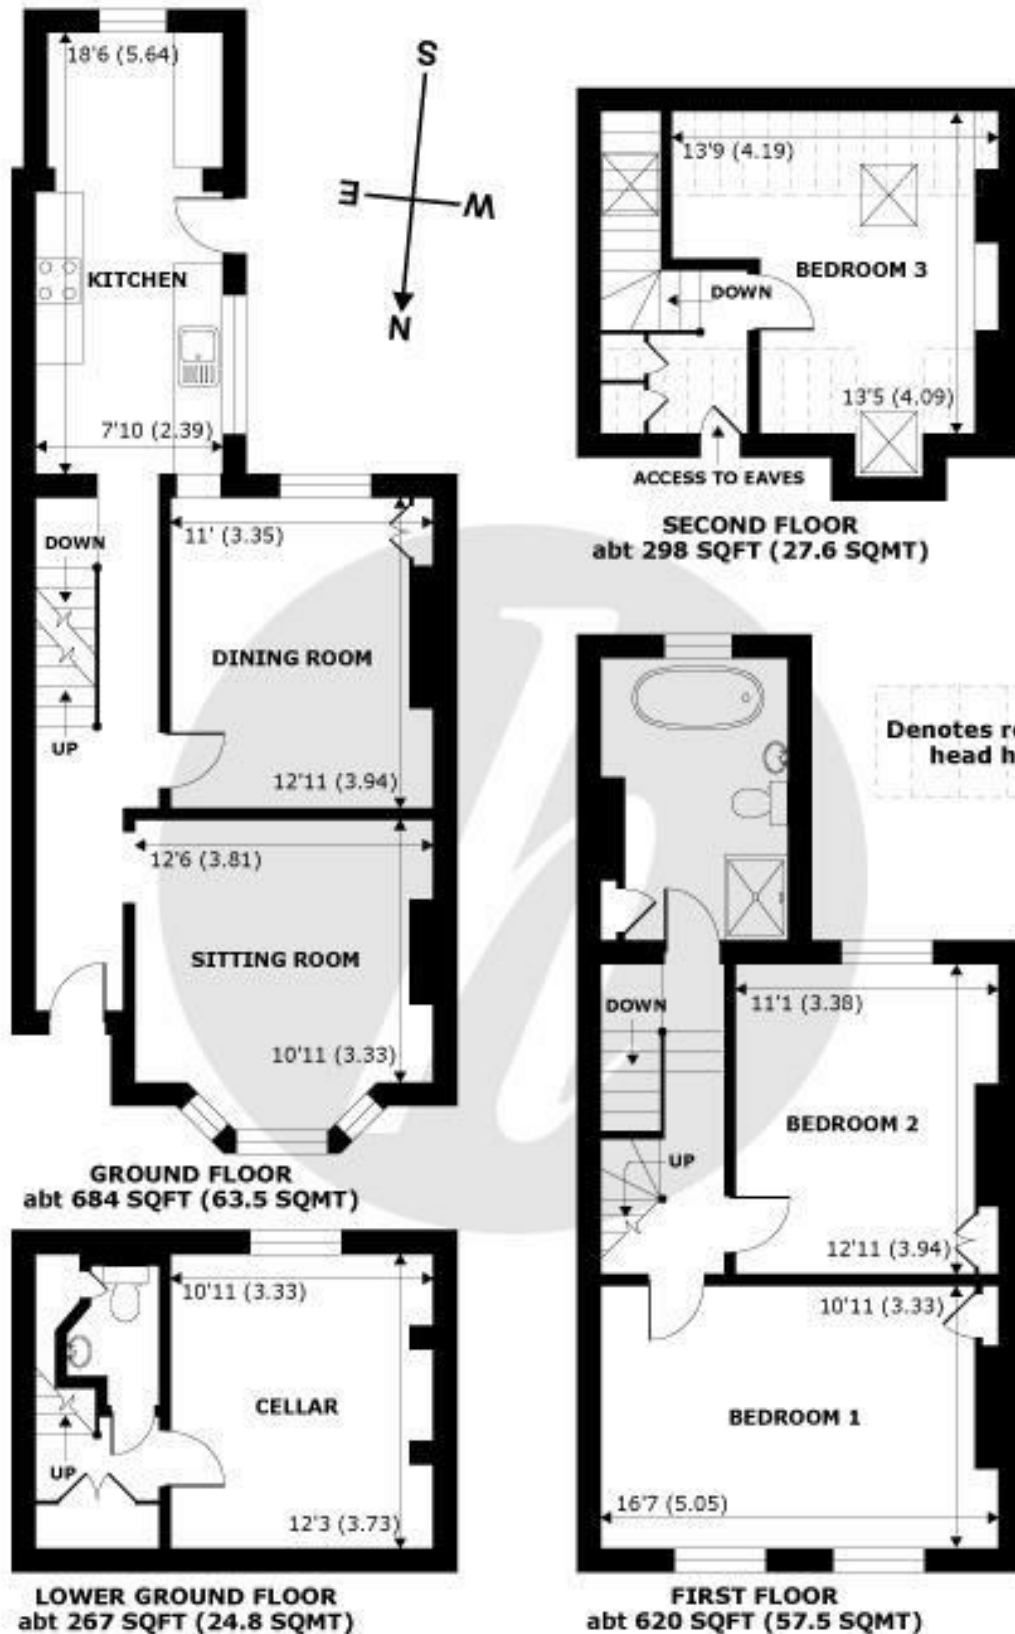 18'6 (5.64)
KITCHEN
7'10 (2.39)
DOWN
UP
11' (3.35)
DINING ROOM
12'11 (3.94)
12'6 (3.81)
SITTING ROOM
10'11 (3.33)
GROUND FLOOR
abt 684 SQFT (63.5 SQMT)
S
E
W
N
13'9 (4.19)
BEDROOM 3
DOWN
13'5 (4.09)
ACCESS TO EAVES
SECOND FLOOR
abt 298 SQFT (27.6 SQMT)
Denotes
head
DOWN
UP
11'1 (3.38)
BEDROOM 2
12'11 (3.94)
10'11 (3.33)
BEDROOM 1
16'7 (5.05)
FIRST FLOOR
abt 620 SQFT (57.5 SQMT)
10'11 (3.33)
CELLAR
UP
12'3 (3.73)
LOWER GROUND FLOOR
abt 267 SQFT (24.8 SQMT)
h